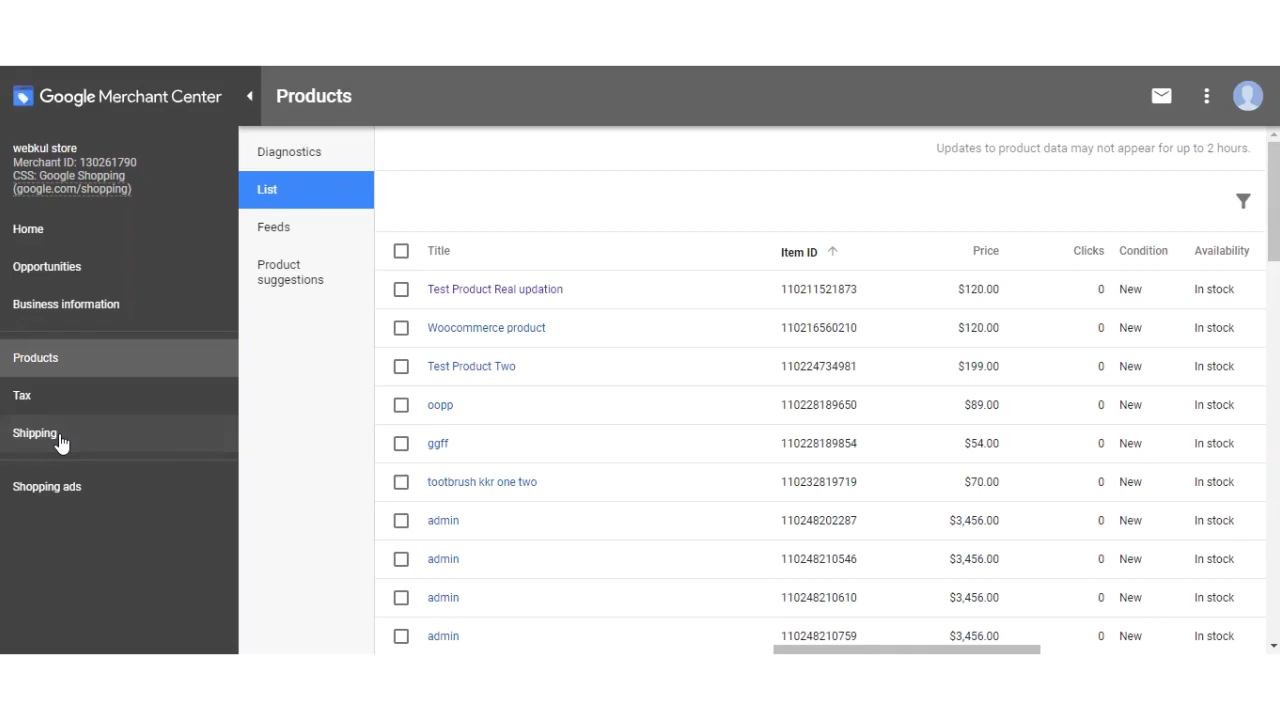 Google Merchant Center
Products
webkul store
Merchant ID: 130261790
CSS: Google Shopping
(google.com/shopping)
Home
Opportunities
Business information
Products
Tax
Shipping
Shopping ads
Diagnostics
List
Feeds
Product
suggestions
Updates to product data may not appear for up to 2 hours.
Title Item ID Price Clicks Condition Availability
Test Product Real updation 110211521873 $120.00 0 New In stock
Woocommerce product 110216560210 $120.00 0 New In stock
Test Product Two 110224734981 $199.00 0 New In stock
oopp 110228189650 $89.00 0 New In stock
ggff 110228189854 $54.00 0 New In stock
tootbrush kkr one two 110232819719 $70.00 0 New In stock
admin 110248202287 $3,456.00 0 New In stock
admin 110248210546 $3,456.00 0 New In stock
admin 110248210610 $3,456.00 0 New In stock
admin 110248210759 $3,456.00 0 New In stock